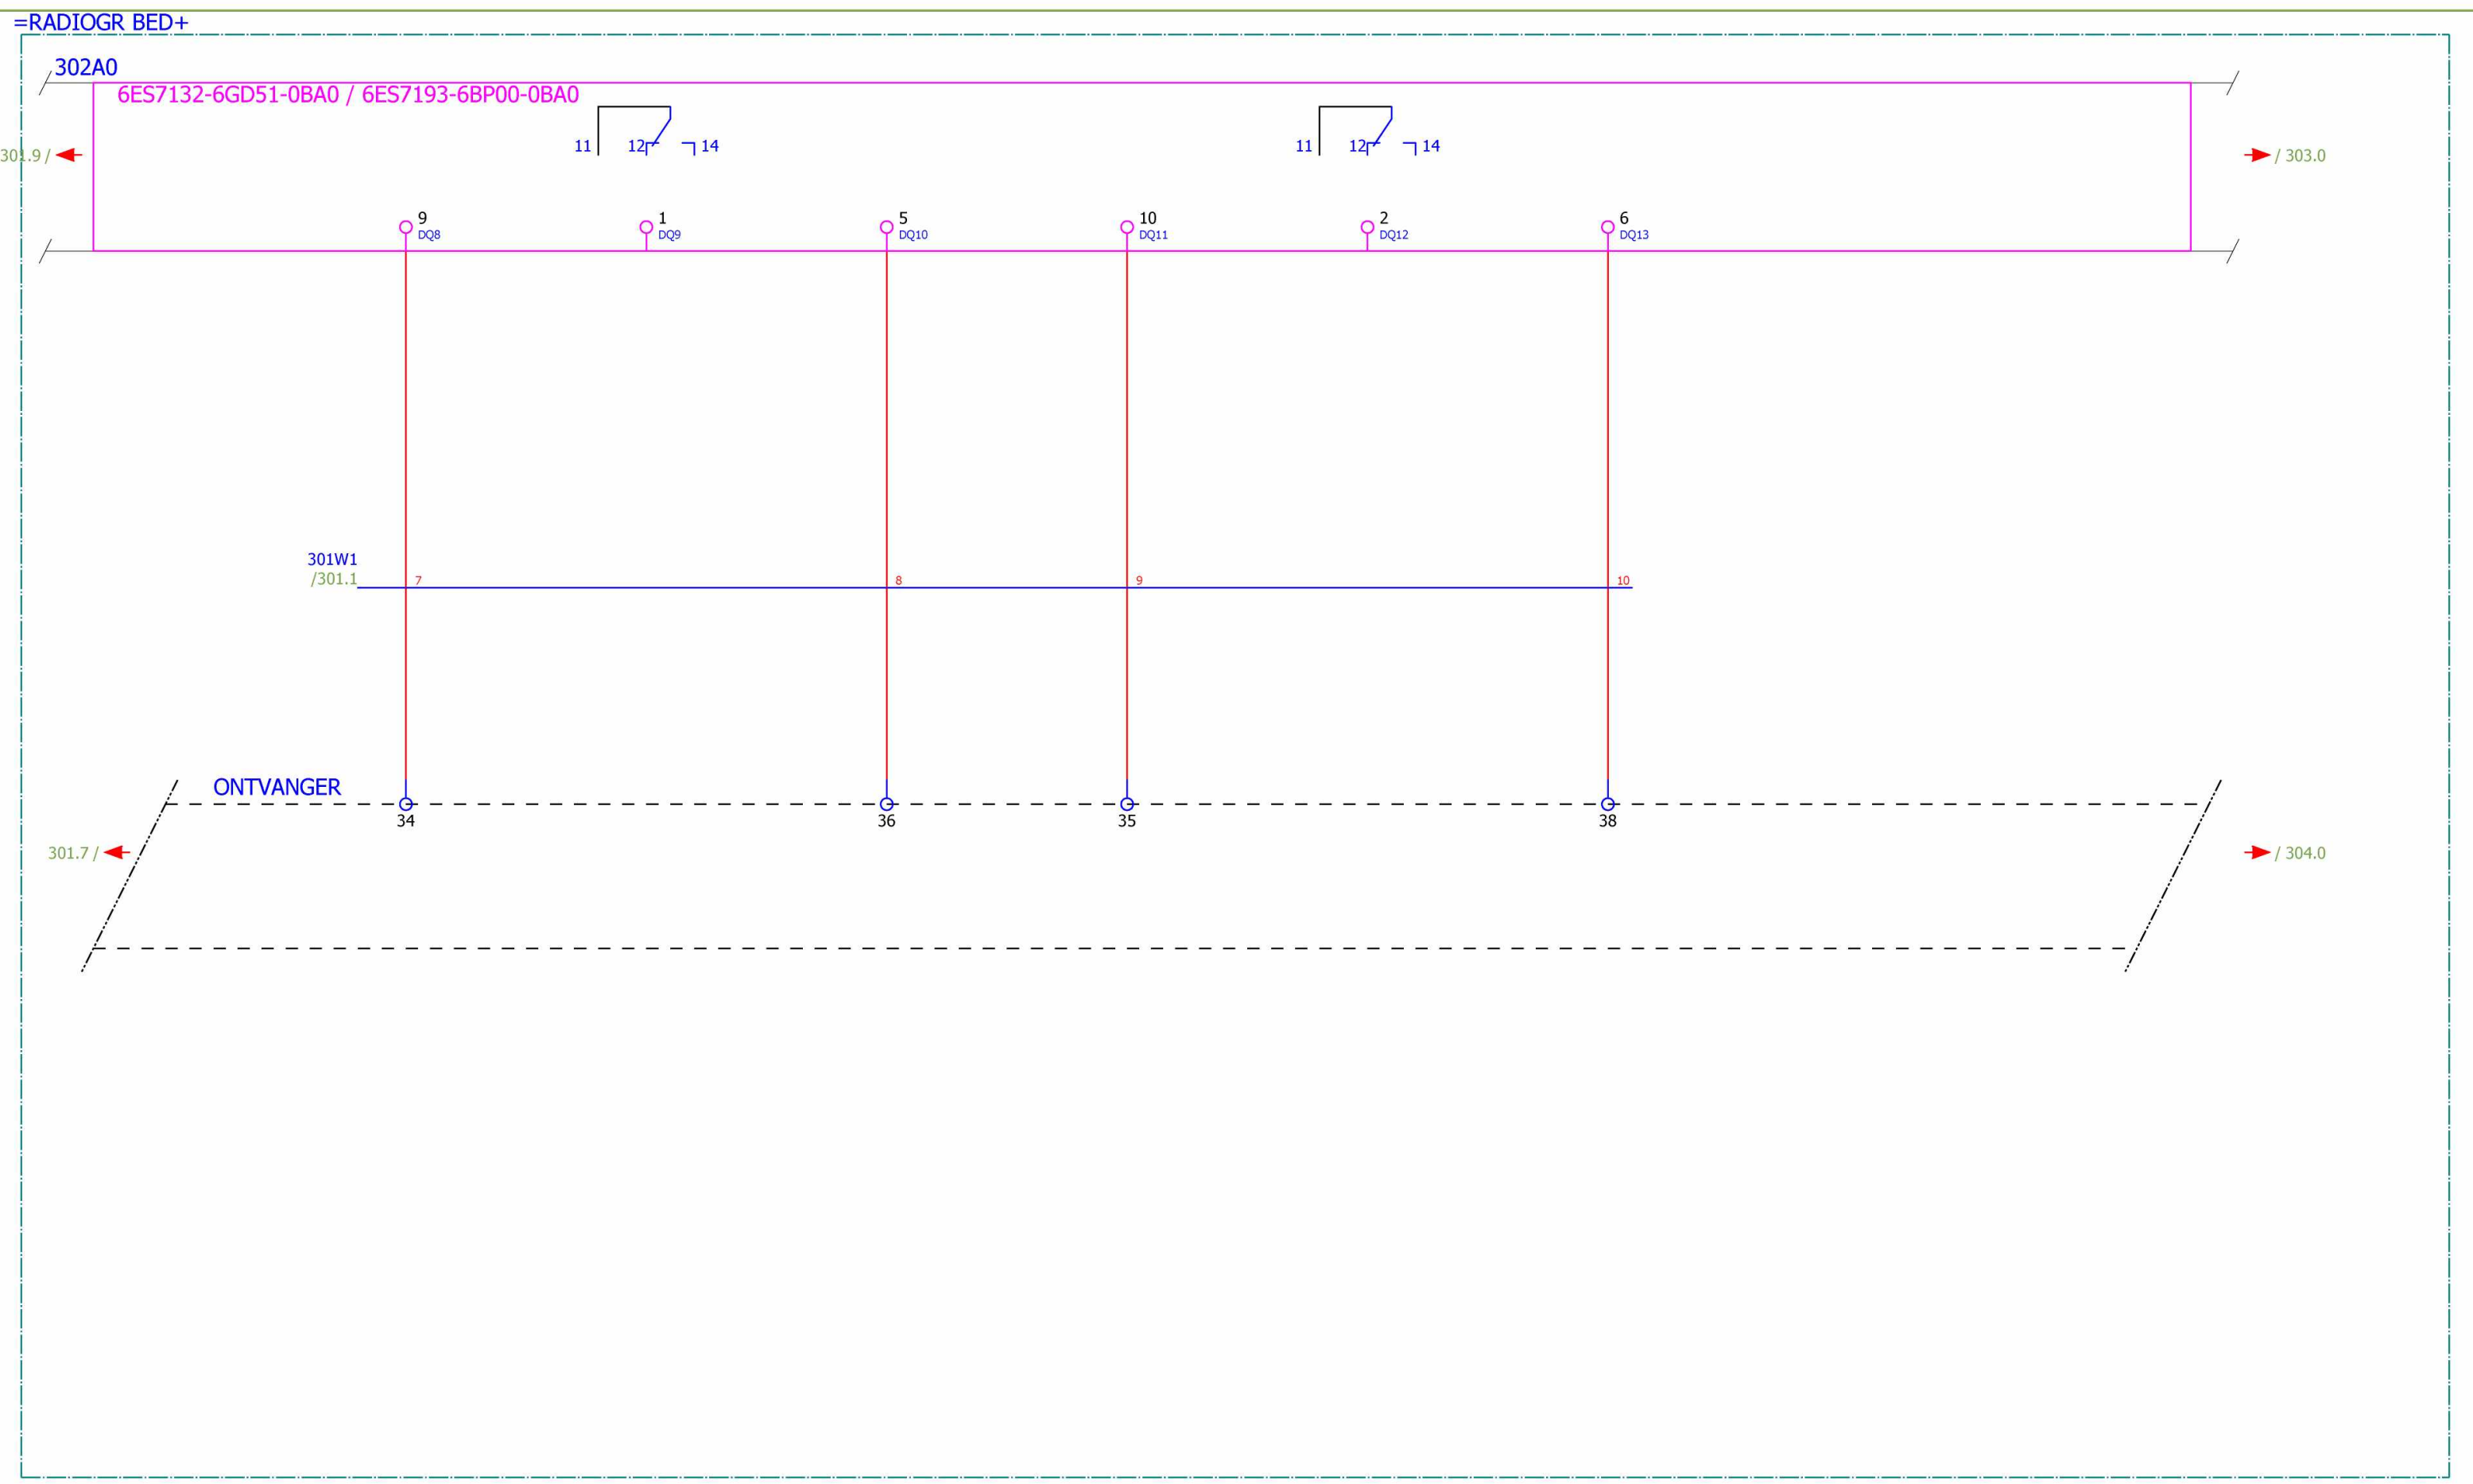 =RADIOGR BED+
302A0
6ES7132-6GD51-0BA0 / 6ES7193-6BP00-0BA0
11 12 14 11 12 14
301.9 / / 303.0
9 1 5 10 2 6
DQ8 DQ9 DQ10 DQ11 DQ12 DQ13
301W1
/301.1 7 8 9 10
ONTVANGER
34 36 35 38
301.7 / / 304.0